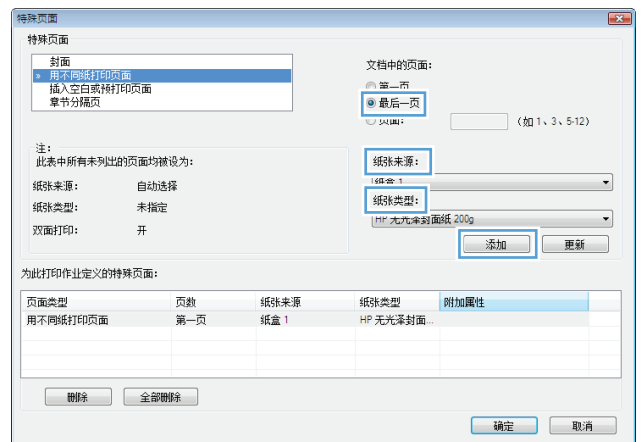 特殊页面
特殊页面
封面
» 用不同纸打印页面
插入空白或预打印页面
章节分隔页
文档中的页面：
第一页
最后一页
页面：
（如 1、3、5-12）
注：
此表中所有未列出的页面均被设为：
纸张来源： 自动选择
纸张类型： 未指定
双面打印： 开
纸张来源：
纸盒 1
纸张类型：
HP 无光泽封面纸 200g
添加 更新
为此打印作业定义的特殊页面：
页面类型 页数 纸张来源 纸张类型 附加属性
用不同纸打印页面 第一页 纸盒 1 HP 无光泽封面...
删除 全部删除
确定 取消